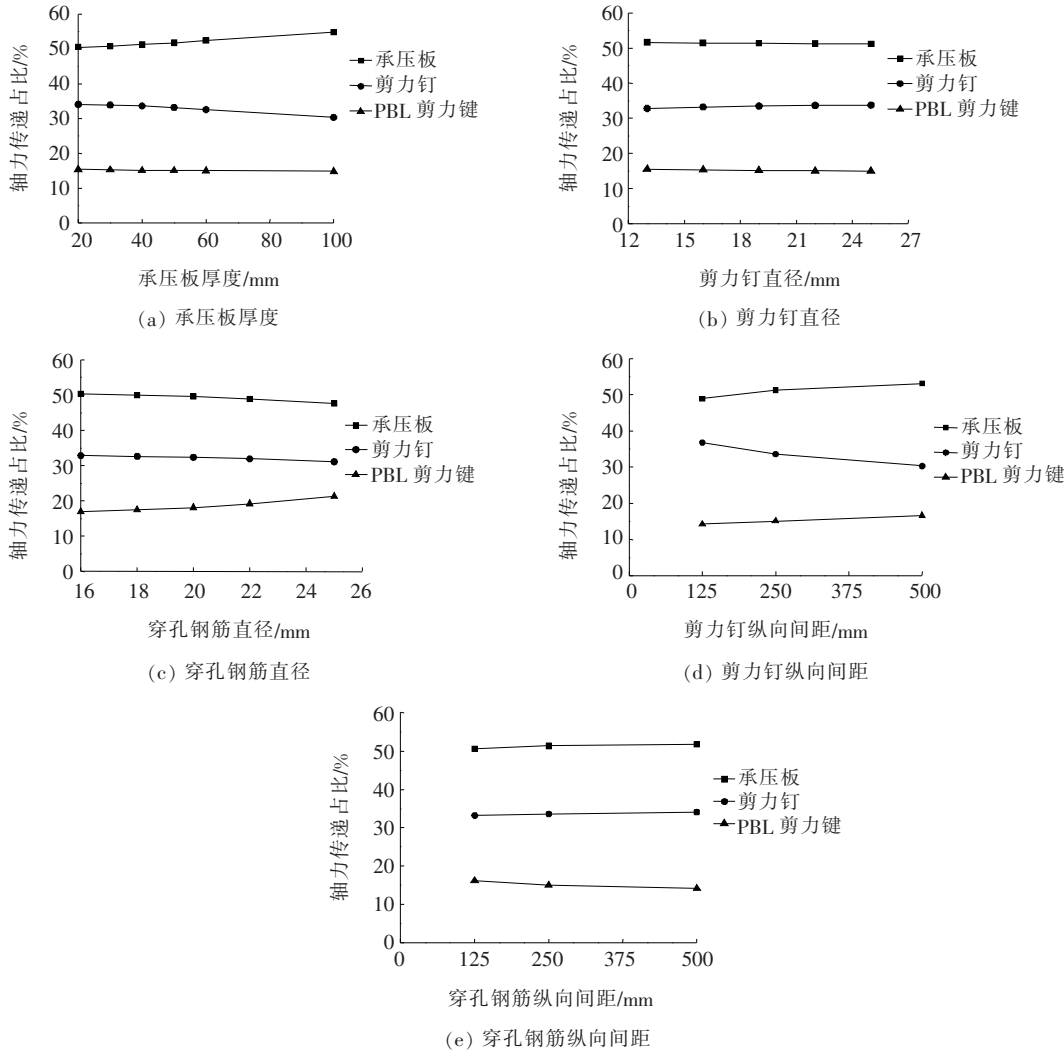 60
50
40
30
20
10
0
轴力传递占比/%
承压板
剪力钉
PBL 剪力键
20 40 60 80 100
承压板厚度/mm
(a) 承压板厚度
60
50
40
30
20
10
0
轴力传递占比/%
承压板
剪力钉
PBL 剪力键
12 15 18 21 24 27
剪力钉直径/mm
(b) 剪力钉直径
60
50
40
30
20
10
0
轴力传递占比/%
承压板
剪力钉
PBL 剪力键
16 18 20 22 24 26
穿孔钢筋直径/mm
(c) 穿孔钢筋直径
60
50
40
30
20
10
0
轴力传递占比/%
承压板
剪力钉
PBL 剪力键
0 125 250 375 500
剪力钉纵向间距/mm
(d) 剪力钉纵向间距
60
50
40
30
20
10
0
轴力传递占比/%
承压板
剪力钉
PBL 剪力键
0 125 250 375 500
穿孔钢筋纵向间距/mm
(e) 穿孔钢筋纵向间距